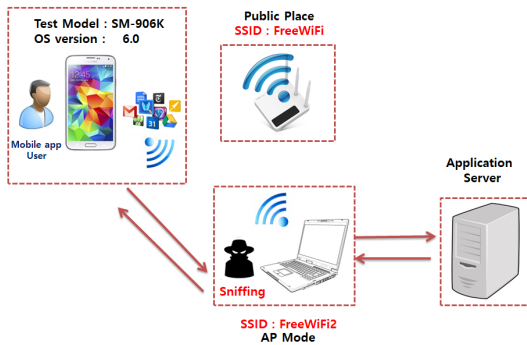 Test Model : SM-906K
OS version : 6.0
Mobile app
User
Public Place
SSID : FreeWiFi
Sniffing
SSID : FreeWiFi2
AP Mode
Application
Server